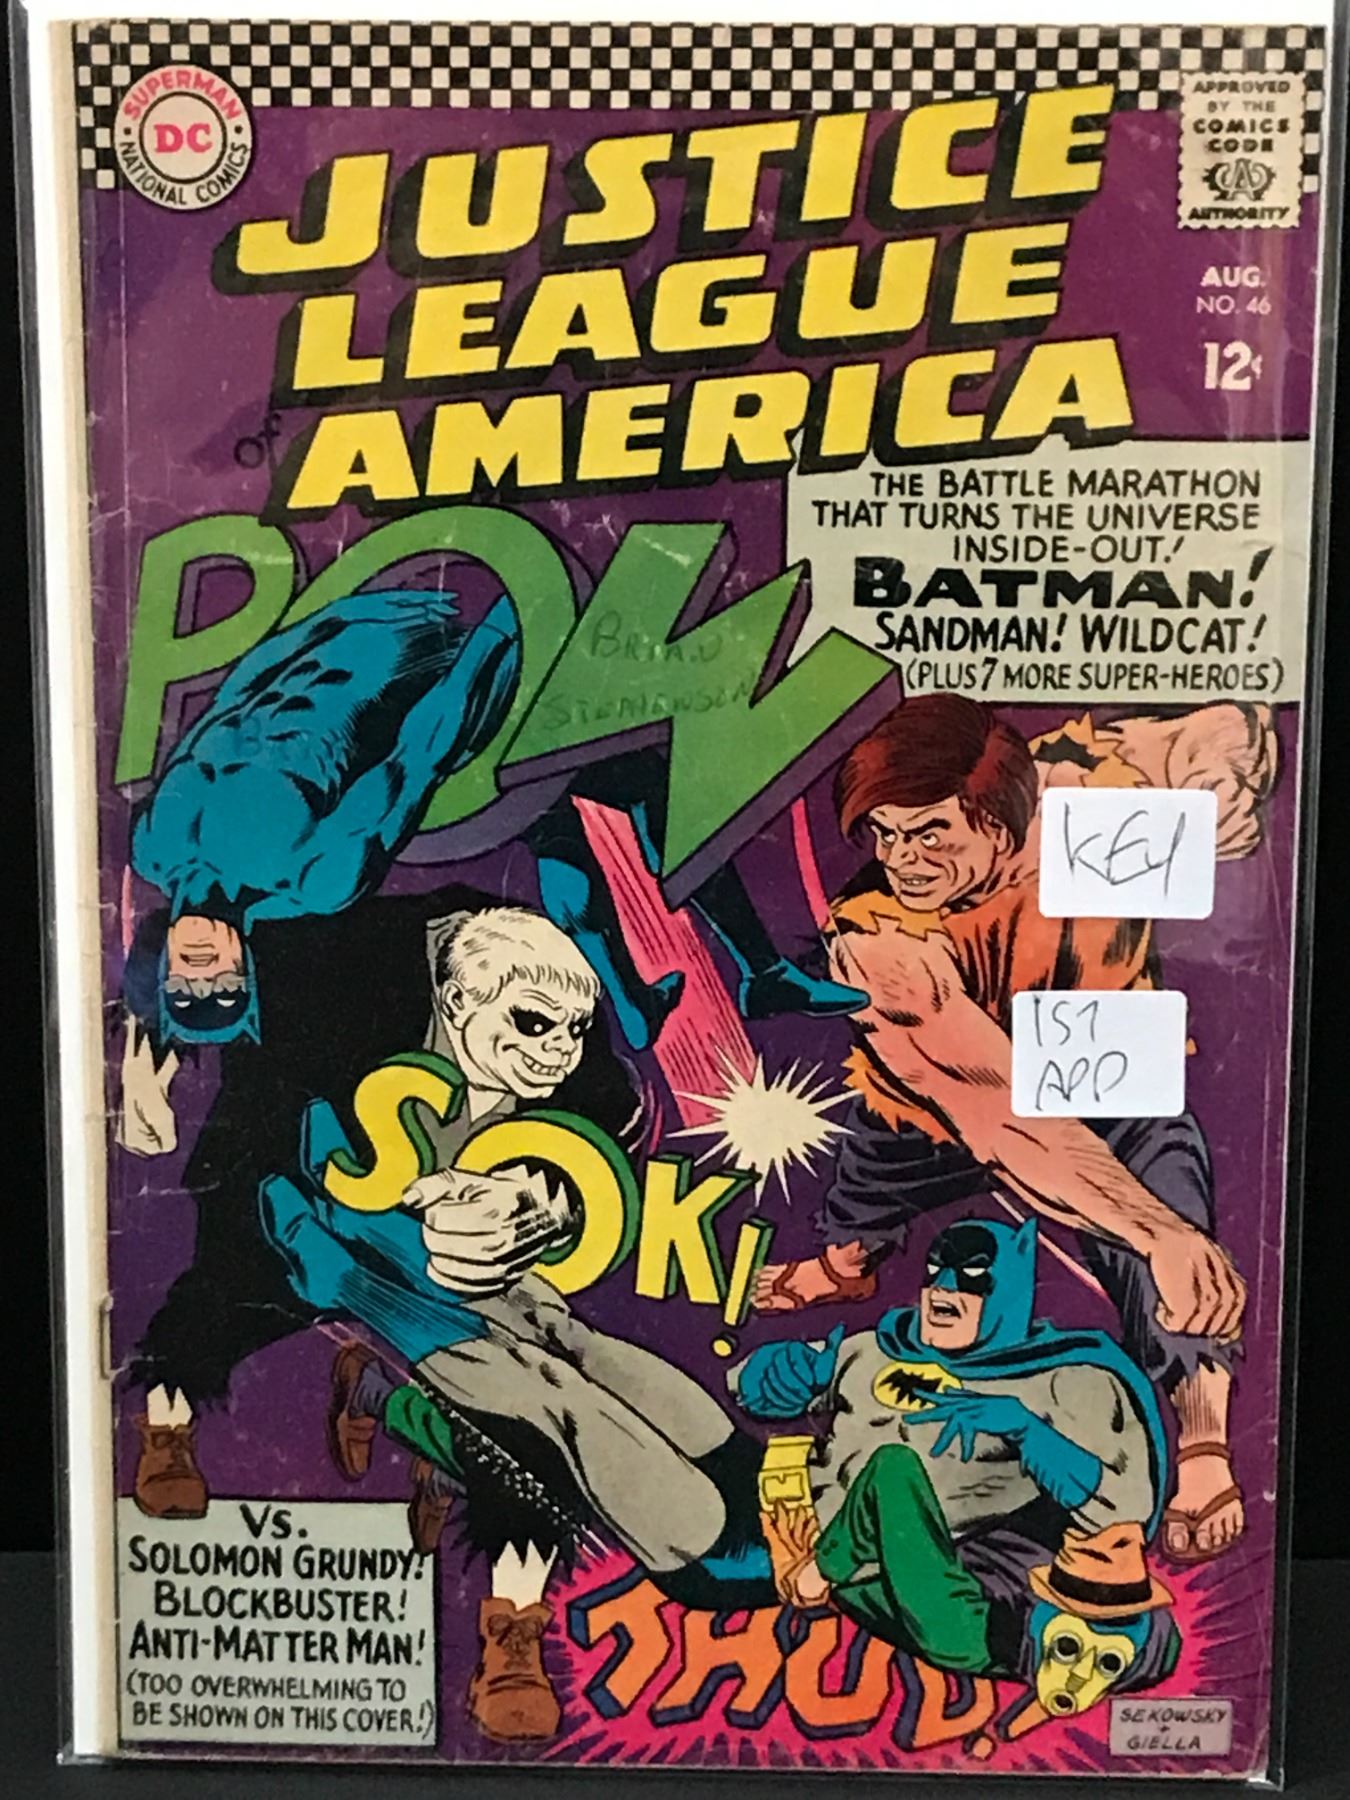 SUPERMAN
DC
NATIONAL COMICS
APPROVED
BY THE
COMICS
CODE
CA
AUTHORITY
JUSTICE
LEAGUE
of AMERICA
AUG.
NO. 46
12¢
THE BATTLE MARATHON
THAT TURNS THE UNIVERSE
INSIDE-OUT!
BATMAN!
SANDMAN! WILDCAT!
(PLUS 7 MORE SUPER-HEROES)
POW
BRIAN
STEPHENSON
KEY
1ST
APP
SOK!
THUD!
VS.
SOLOMON GRUNDY!
BLOCKBUSTER!
ANTI-MATTER MAN!
(TOO OVERWHELMING TO
BE SHOWN ON THIS COVER!)
SEKOWSKY
+
GIELLA